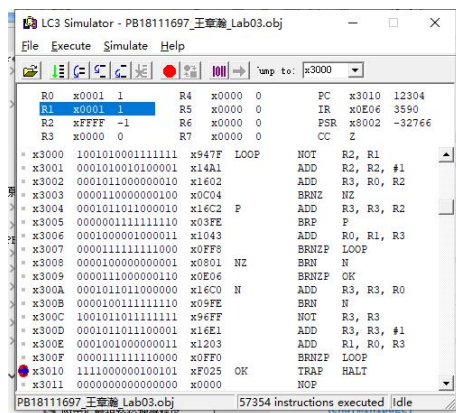 LC3 Simulator - PB18111697_王章瀚_Lab03.obj
File Execute Simulate Help
Jump to: x3000
R0 x0001 1 R4 x0000 0 PC x3010 12304
R1 x0001 1 R5 x0000 0 IR x0E06 3590
R2 xFFFF -1 R6 x0000 0 PSR x8002 -32766
R3 x0000 0 R7 x0000 0 CC Z
x3000 1001010001111111 x947F LOOP NOT R2, R1
x3001 0001010010100001 x14A1 ADD R2, R2, #1
x3002 0001011000000010 x1602 ADD R3, R0, R2
x3003 0000110000000100 x0C04 BRNZ NZ
x3004 0001011011000010 x16C2 P ADD R3, R3, R2
x3005 0000001111111110 x03FE BRP P
x3006 0001000001000011 x1043 ADD R0, R1, R3
x3007 0000111111111000 x0FF8 BRNZP LOOP
x3008 0000100000000001 x0801 NZ BRN N
x3009 0000111000000110 x0E06 BRNZP OK
x300A 0001011011000000 x16C0 N ADD R3, R3, R0
x300B 0000100111111110 x09FE BRN N
x300C 1001011011111111 x96FF NOT R3, R3
x300D 0001011011100001 x16E1 ADD R3, R3, #1
x300E 0001001000000011 x1203 ADD R1, R0, R3
x300F 0000111111110000 x0FF0 BRNZP LOOP
x3010 1111000000100101 xF025 OK TRAP HALT
x3011 0000000000000000 x0000 NOP
PB18111697_王章瀚_Lab03.obj 57354 instructions executed Idle